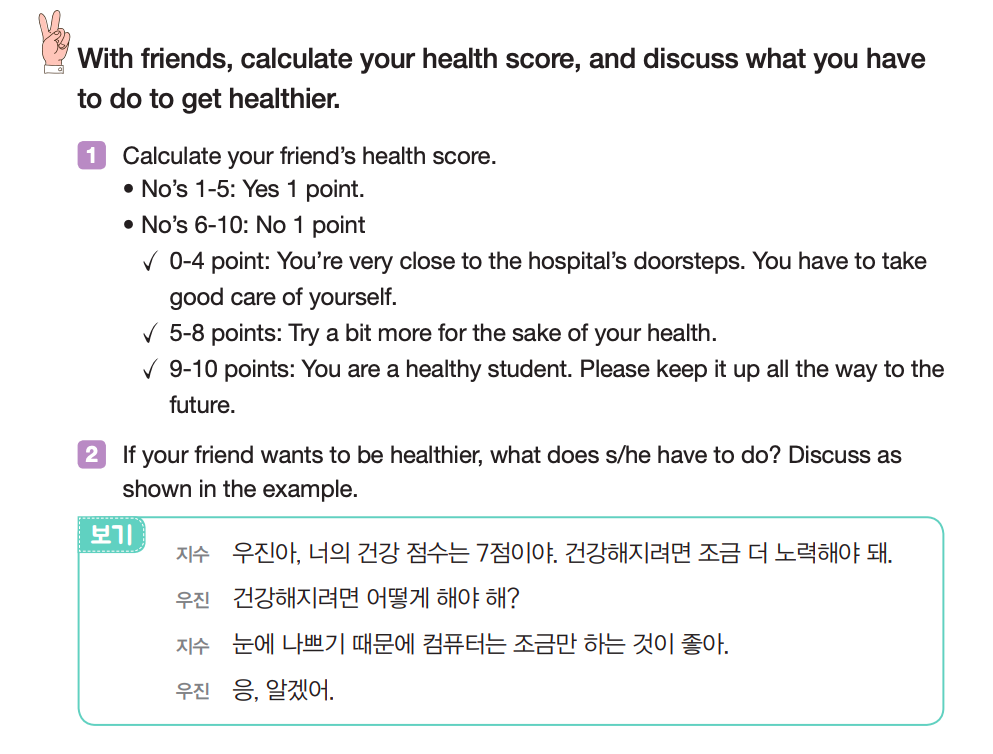 With friends, calculate your health score, and discuss what you have
to do to get healthier.
1 Calculate your friend's health score.
• No's 1-5: Yes 1 point.
• No's 6-10: No 1 point
✓ 0-4 point: You're very close to the hospital's doorsteps. You have to take
good care of yourself.
✓ 5-8 points: Try a bit more for the sake of your health.
✓ 9-10 points: You are a healthy student. Please keep it up all the way to the
future.
2 If your friend wants to be healthier, what does s/he have to do? Discuss as
shown in the example.
보기
지수 우진아, 너의 건강 점수는 7점이야. 건강해지려면 조금 더 노력해야 돼.
우진 건강해지려면 어떻게 해야 해?
지수 눈에 나쁘기 때문에 컴퓨터는 조금만 하는 것이 좋아.
우진 응, 알겠어.